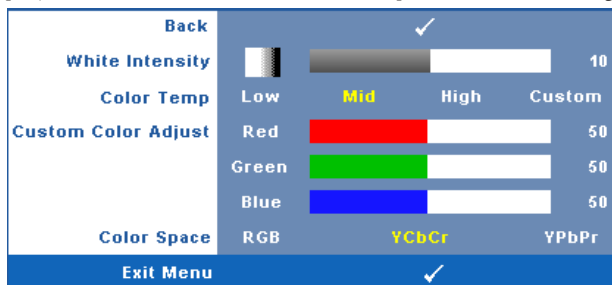 Back
White Intensity 10
Color Temp Low Mid High Custom
Custom Color Adjust Red 50
Green 50
Blue 50
Color Space RGB YCbCr YPbPr
Exit Menu